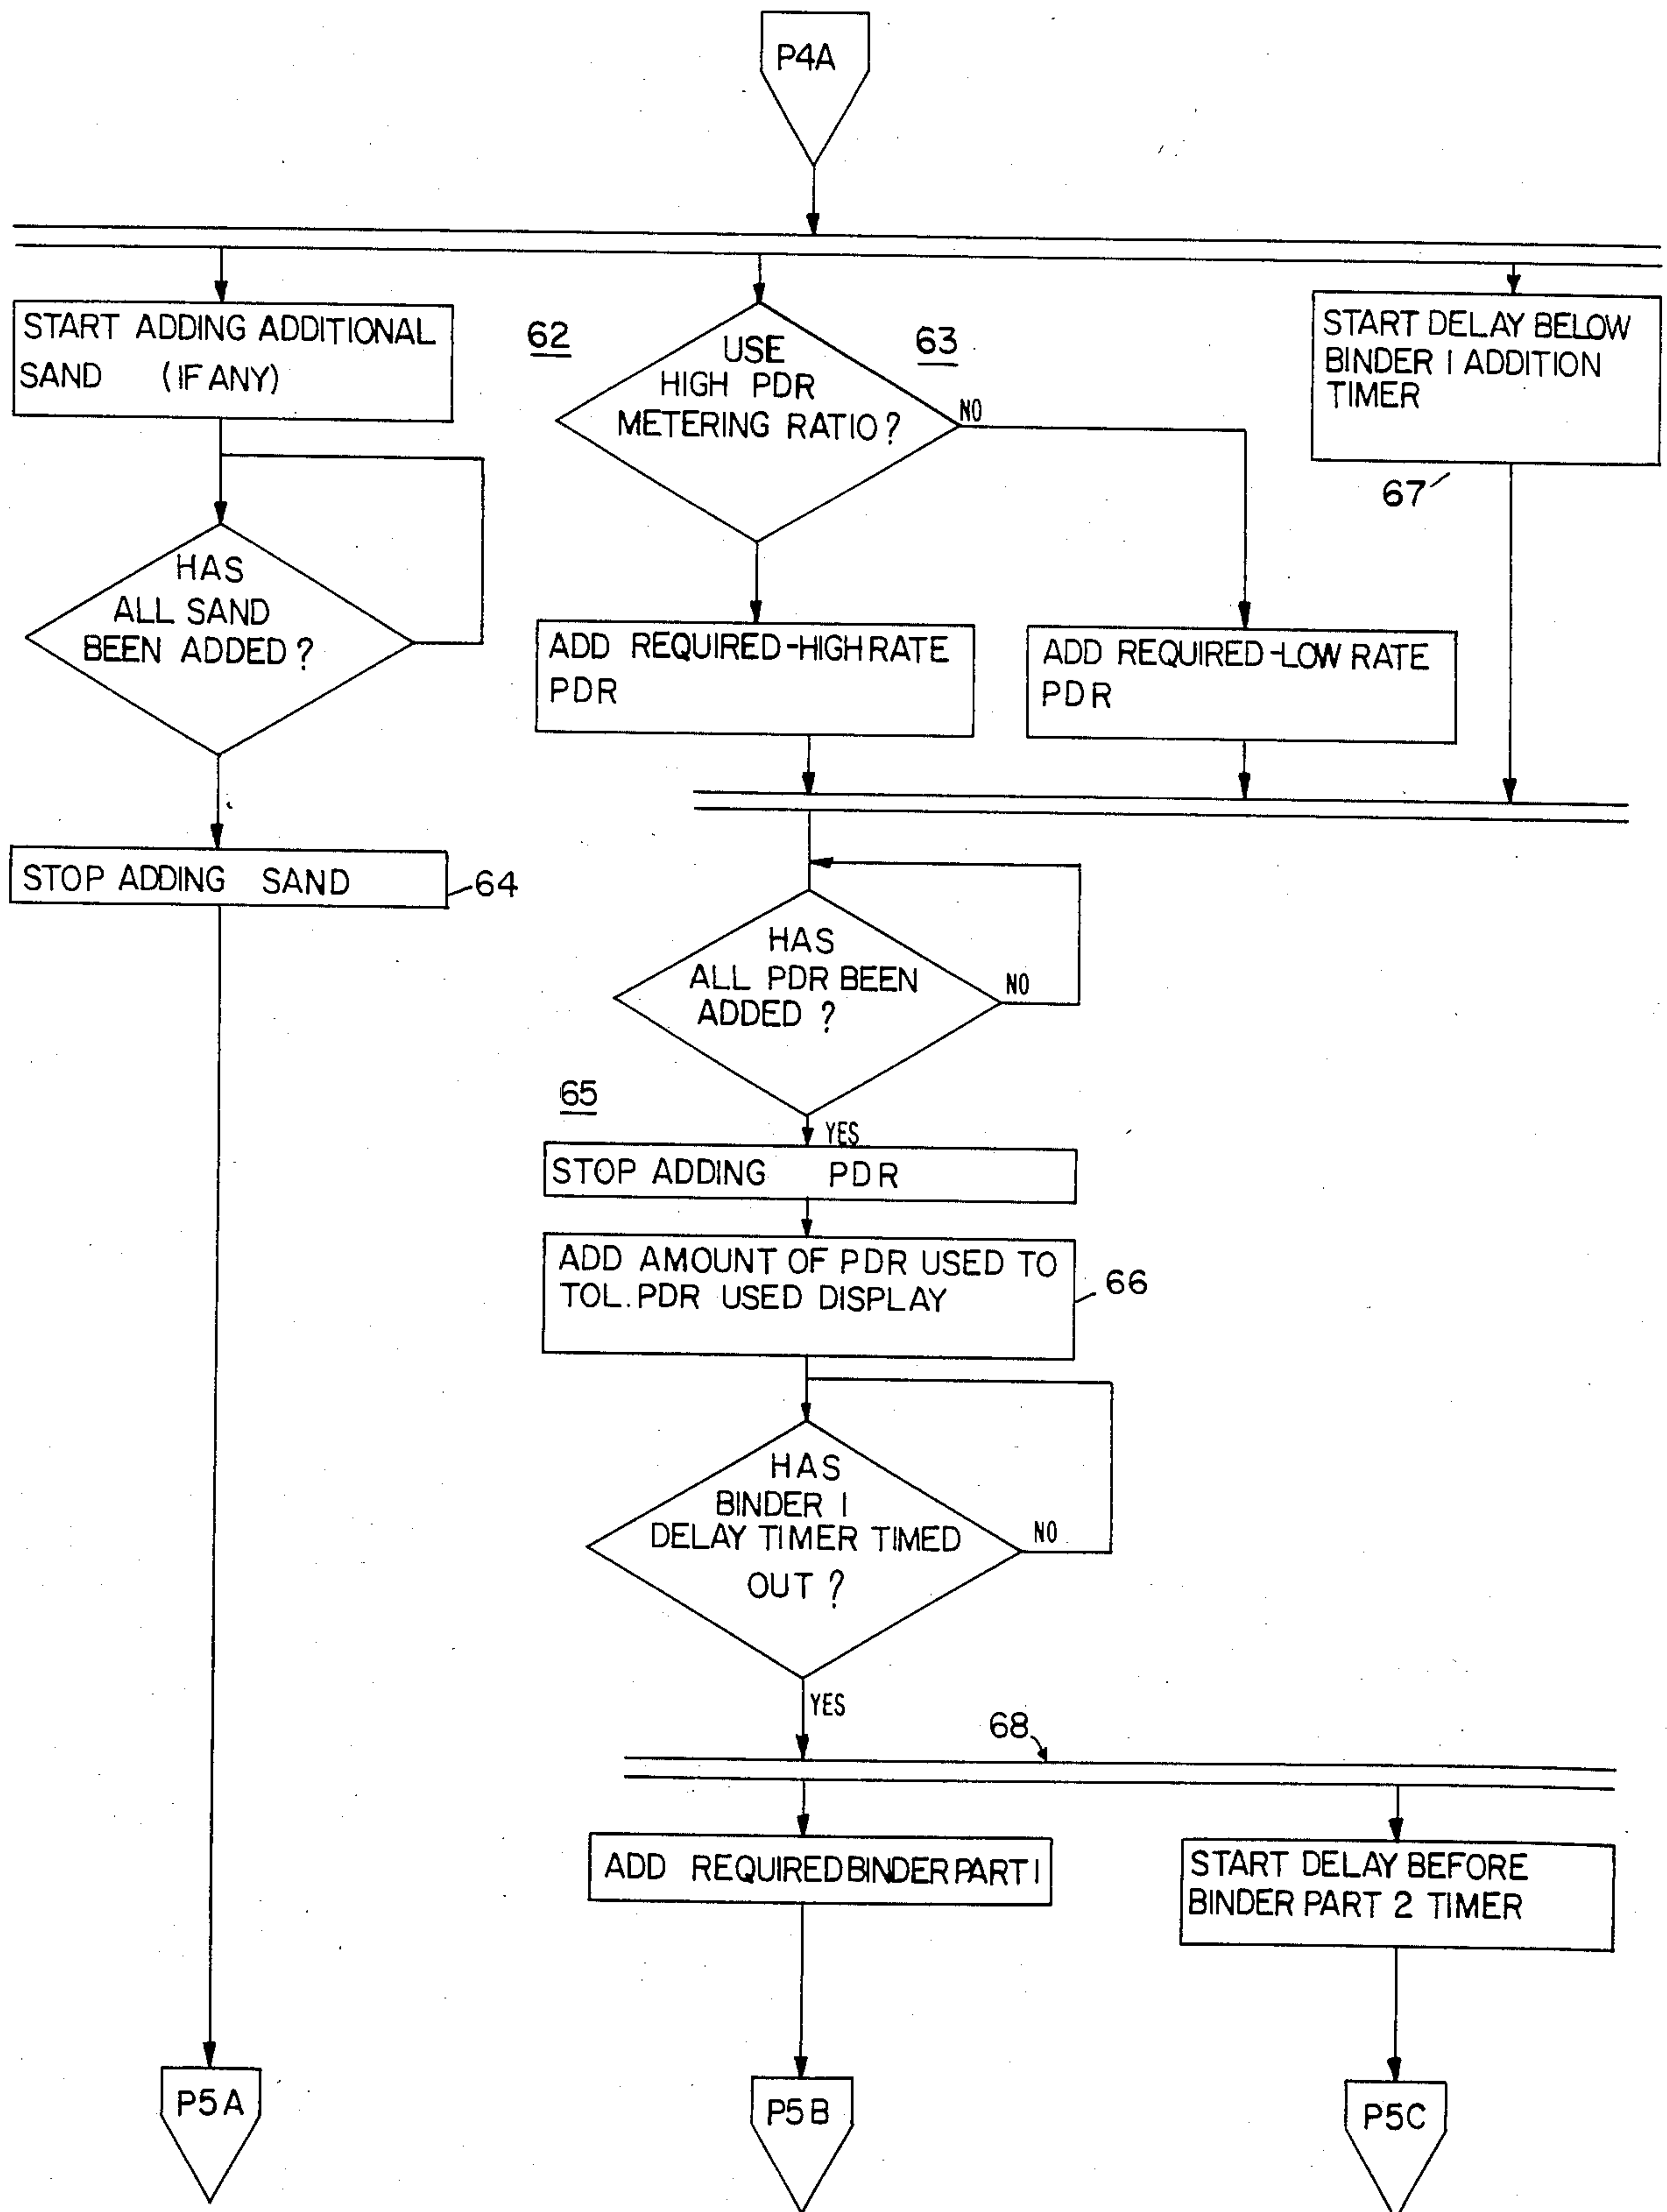 P4A
START ADDING ADDITIONAL
SAND (IF ANY)
62
USE
HIGH PDR
METERING RATIO?
63
NO
START DELAY BELOW
BINDER 1 ADDITION
TIMER
67
HAS
ALL SAND
BEEN ADDED?
ADD REQUIRED-HIGH RATE
PDR
ADD REQUIRED-LOW RATE
PDR
STOP ADDING SAND
64
HAS
ALL PDR BEEN
ADDED ?
NO
65
YES
STOP ADDING PDR
ADD AMOUNT OF PDR USED TO
TOL. PDR USED DISPLAY
66
HAS
BINDER 1
DELAY TIMER TIMED
OUT ?
NO
YES
68
ADD REQUIRED BINDER PART 1
START DELAY BEFORE
BINDER PART 2 TIMER
P5A
P5B
P5C